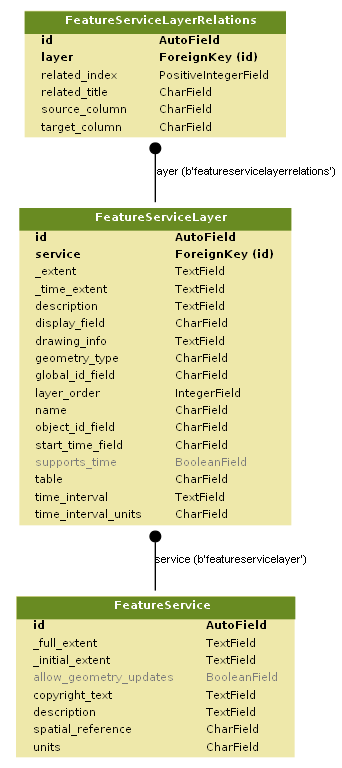 FeatureServiceLayerRelations
id AutoField
layer ForeignKey (id)
related_index PositiveIntegerField
related_title CharField
source_column CharField
target_column CharField
layer (b'featureservicelayerrelations')
FeatureServiceLayer
id AutoField
service ForeignKey (id)
_extent TextField
_time_extent TextField
description TextField
display_field CharField
drawing_info TextField
geometry_type CharField
global_id_field CharField
layer_order IntegerField
name CharField
object_id_field CharField
start_time_field CharField
supports_time BooleanField
table CharField
time_interval TextField
time_interval_units CharField
service (b'featureservicelayer')
FeatureService
id AutoField
_full_extent TextField
_initial_extent TextField
allow_geometry_updates BooleanField
copyright_text TextField
description TextField
spatial_reference CharField
units CharField